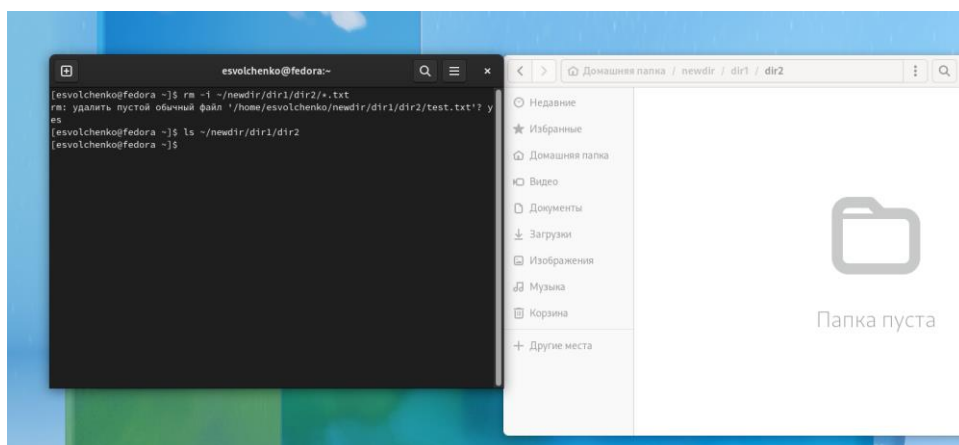 esvolchenko@fedora:~
[esvolchenko@fedora ~]$ rm -i ~/newdir/dir1/dir2/*.txt
rm: удалить пустой обычный файл '/home/esvolchenko/newdir/dir1/dir2/test.txt'? y
es
[esvolchenko@fedora ~]$ ls ~/newdir/dir1/dir2
[esvolchenko@fedora ~]$
Домашняя папка / newdir / dir1 / dir2
Недавние
Избранные
Домашняя папка
Видео
Документы
Загрузки
Изображения
Музыка
Корзина
Другие места
Папка пуста